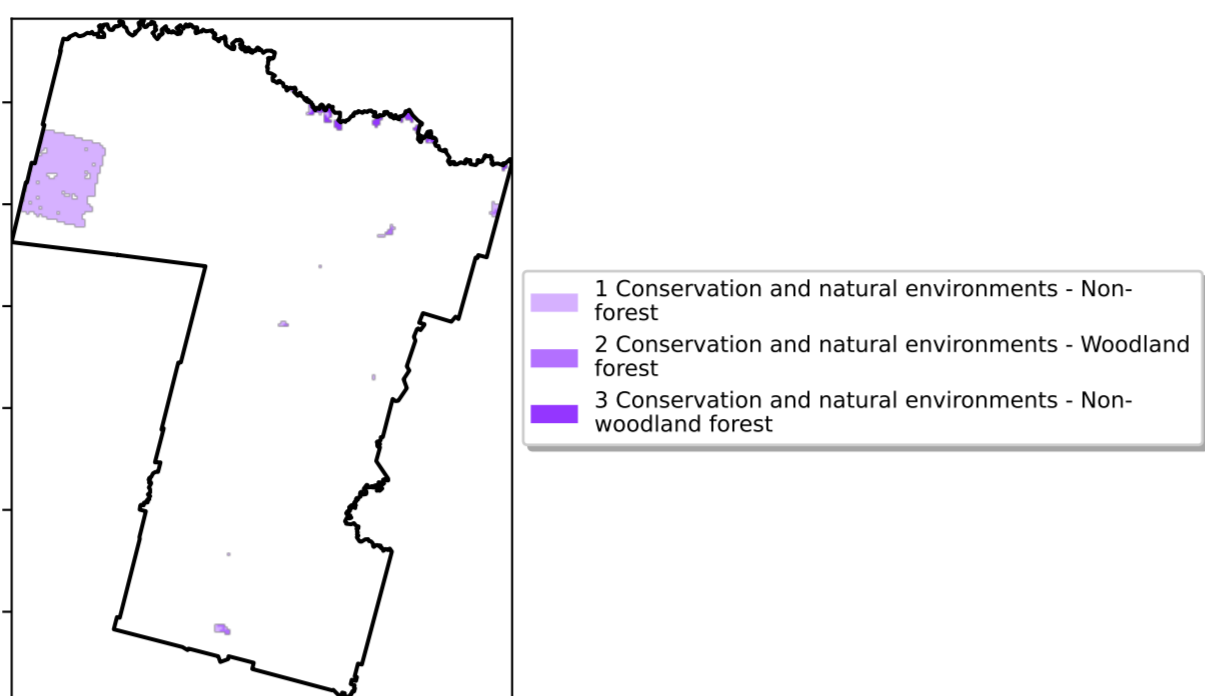 1 Conservation and natural environments - Non-
forest
2 Conservation and natural environments - Woodland
forest
3 Conservation and natural environments - Non-
woodland forest